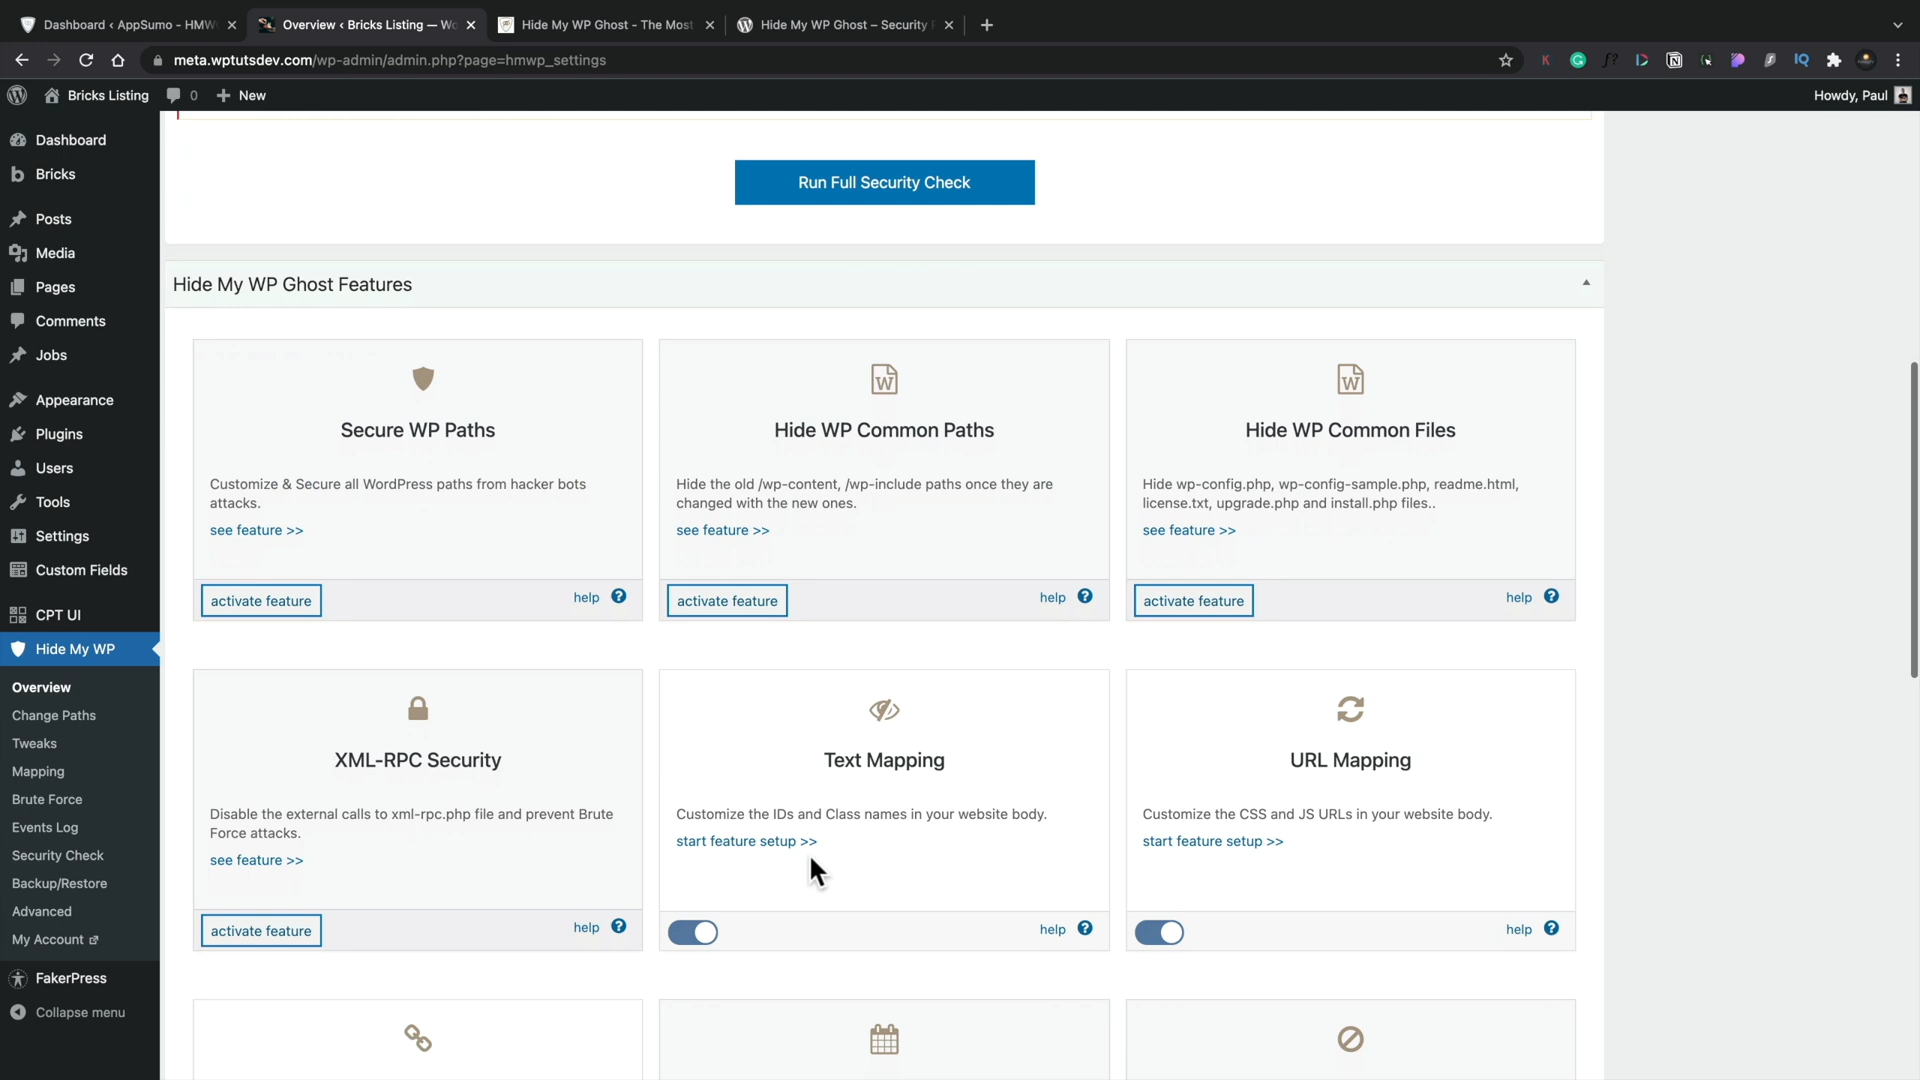 Dashboard < AppSumo - HMW
Overview < Bricks Listing — Wo
Hide My WP Ghost - The Most
Hide My WP Ghost – Security
meta.wptutsdev.com/wp-admin/admin.php?page=hmwp_settings
Bricks Listing
0
New
Howdy, Paul
Dashboard
Bricks
Posts
Media
Pages
Comments
Jobs
Appearance
Plugins
Users
Tools
Settings
Custom Fields
CPT UI
Hide My WP
Overview
Change Paths
Tweaks
Mapping
Brute Force
Events Log
Security Check
Backup/Restore
Advanced
My Account
FakerPress
Collapse menu
Run Full Security Check
Hide My WP Ghost Features
Secure WP Paths
Customize & Secure all WordPress paths from hacker bots
attacks.
see feature >>
activate feature
help
Hide WP Common Paths
Hide the old /wp-content, /wp-include paths once they are
changed with the new ones.
see feature >>
activate feature
help
Hide WP Common Files
Hide wp-config.php, wp-config-sample.php, readme.html,
license.txt, upgrade.php and install.php files..
see feature >>
activate feature
help
XML-RPC Security
Disable the external calls to xml-rpc.php file and prevent Brute
Force attacks.
see feature >>
activate feature
help
Text Mapping
Customize the IDs and Class names in your website body.
start feature setup >>
help
URL Mapping
Customize the CSS and JS URLs in your website body.
start feature setup >>
help